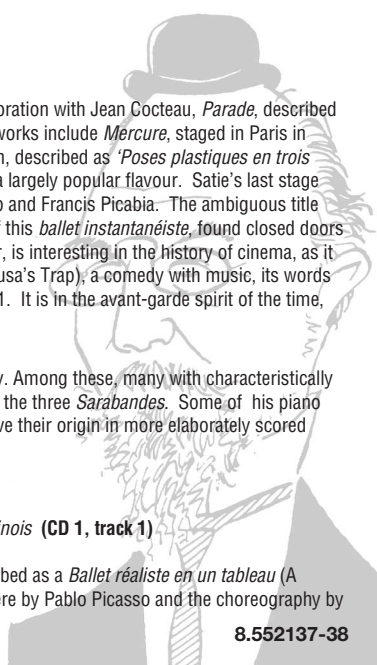 oration with Jean Cocteau, Parade, described
works include Mercure, staged in Paris in
n, described as ‘Poses plastiques en trois
a largely popular flavour. Satie’s last stage
o and Francis Picabia. The ambiguous title
f this ballet instantanéiste, found closed doors
r, is interesting in the history of cinema, as it
usa’s Trap), a comedy with music, its words
1. It is in the avant-garde spirit of the time,
y. Among these, many with characteristically
the three Sarabandes. Some of his piano
ve their origin in more elaborately scored
inois (CD 1, track 1)
bed as a Ballet réaliste en un tableau (A
ere by Pablo Picasso and the choreography by
8.552137-38